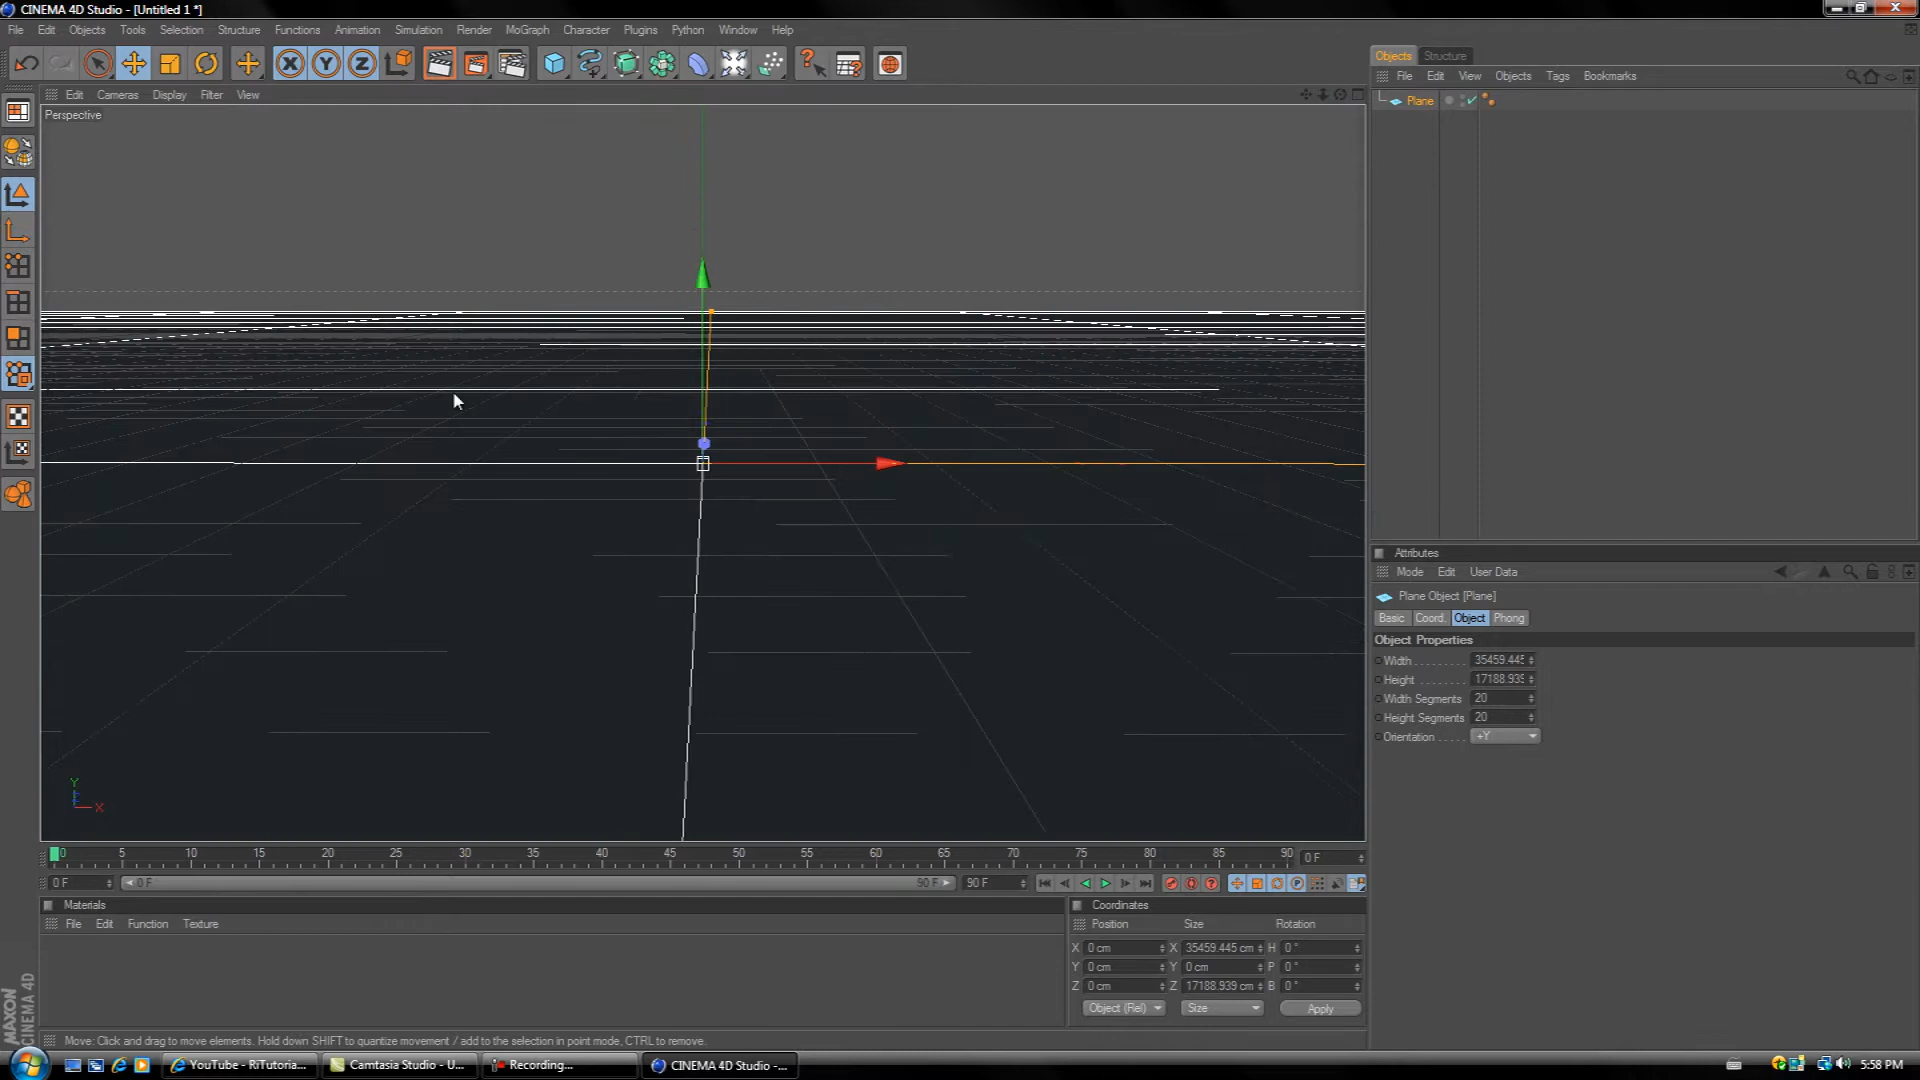 CINEMA 4D Studio - [Untitled 1 *]
File Edit Objects Tools Selection Structure Functions Animation Simulation Render MoGraph Character Plugins Python Window Help
Objects Structure
File Edit View Objects Tags Bookmarks
Edit Cameras Display Filter View
Plane
Perspective
Attributes
Mode Edit User Data
Plane Object [Plane]
Basic Coord. Object Phong
Object Properties
Width 35459.445
Height
Width Segments 20
Height Segments 20
Orientation +Y
Y
X
0 5 10 15 20 25 30 35 40 45 50 55 60 65 70 75 80 85 90 0 F
0 F 0 F 90 F 90 F
Materials
File Edit Function Texture
Coordinates
Position Size Rotation
X 0 cm X 35459.445 cm H 0 °
Y 0 cm Y 0 cm P 0 °
Z 0 cm Z 17188.939 cm B 0 °
Object (Rel) Size Apply
MAXON
CINEMA 4D
Move: Click and drag to move elements. Hold down SHIFT to quantize movement / add to the selection in point mode, CTRL to remove.
YouTube - RiTutoria... Camtasia Studio - U... Recording... CINEMA 4D Studio -... 5:58 PM